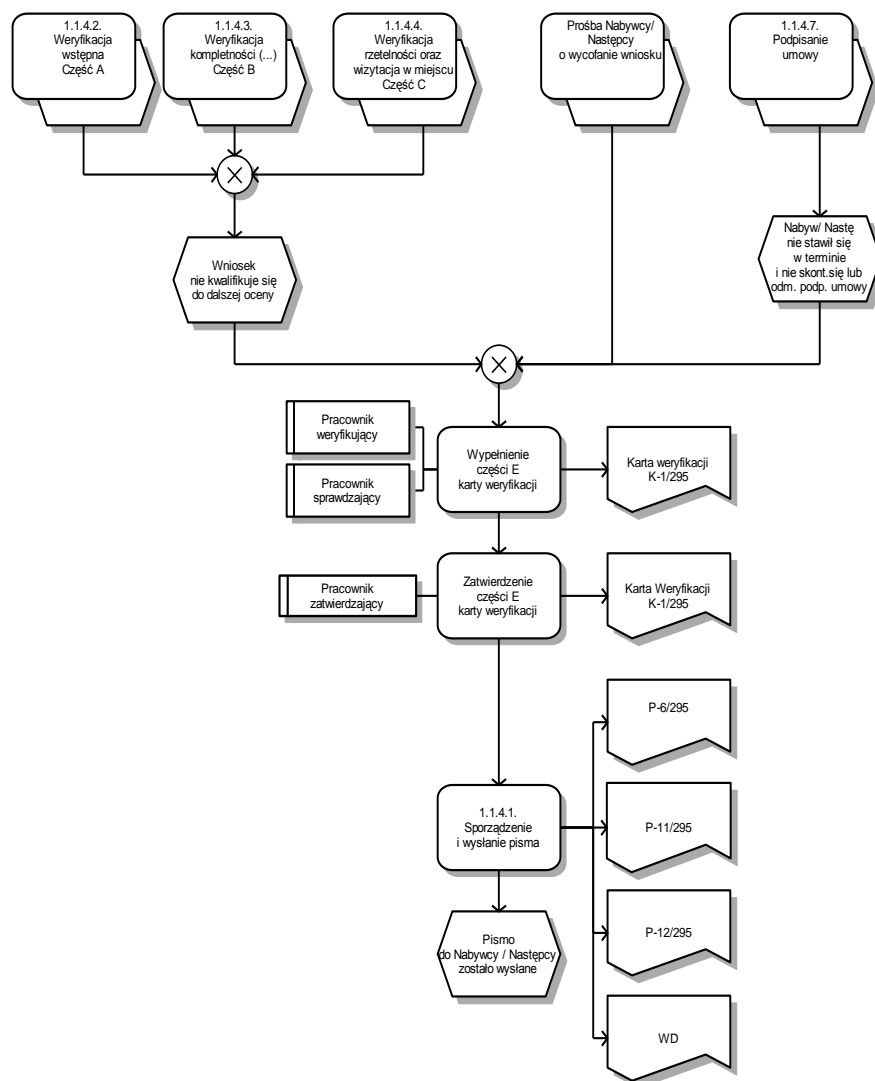 1.1.4.2.
Weryfikacja
wstępna
Część A
1.1.4.3.
Weryfikacja
kompletności (...)
Część B
1.1.4.4.
Weryfikacja
rzetelności oraz
wizytacja w miejscu
Część C
Prośba Nabywcy/
Następcy
o wycofanie wniosku
1.1.4.7.
Podpisanie
umowy
Wniosek
nie kwalifikuje się
do dalszej oceny
Nabyw/ Nastę
nie stawił się
w terminie
i nie skont.się lub
odm. podp. umowy
Pracownik
weryfikujący
Pracownik
sprawdzający
Wypełnienie
części E
karty weryfikacji
Karta weryfikacji
K-1/295
Pracownik
zatwierdzający
Zatwierdzenie
części E
karty weryfikacji
Karta Weryfikacji
K-1/295
P-6/295
1.1.4.1.
Sporządzenie
i wysłanie pisma
P-11/295
P-12/295
Pismo
do Nabywcy / Następcy
zostało wysłane
WD